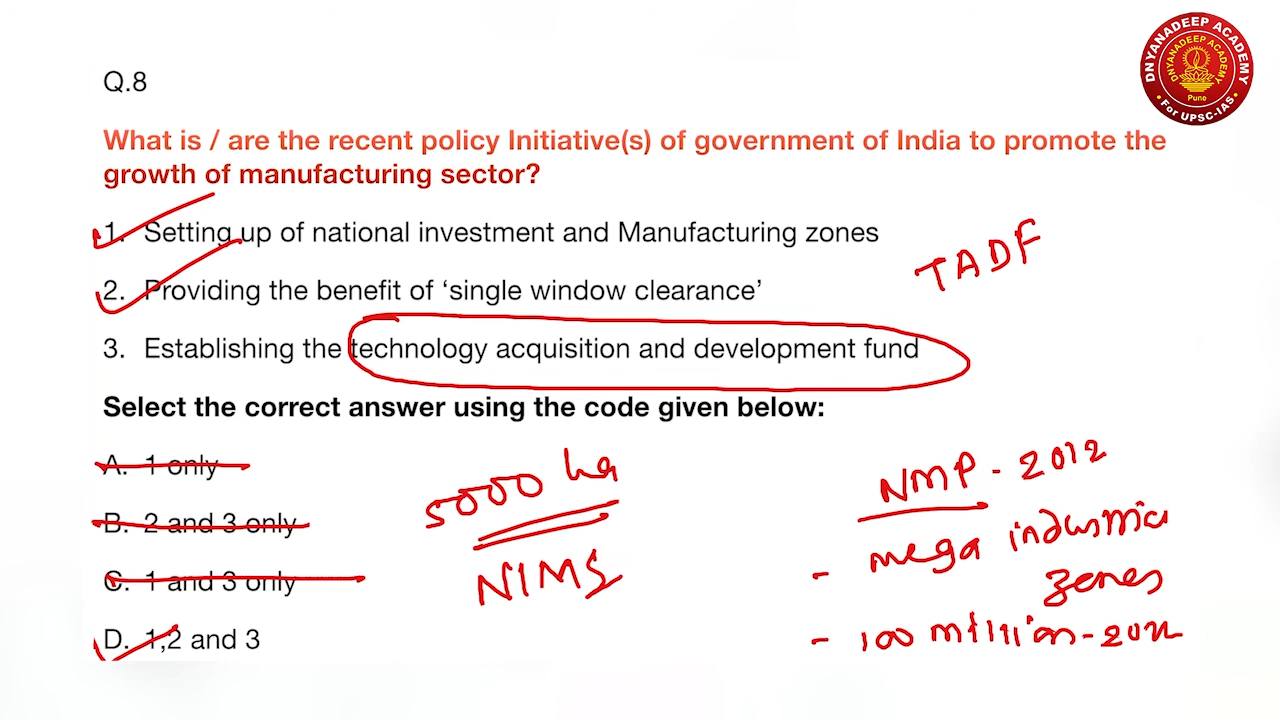 DNYANADEEP ACADEMY
DNYANADEEP ACADEMY
Pune
• For UPSC-IAS •
Q.8
What is / are the recent policy Initiative(s) of government of India to promote the
growth of manufacturing sector?
1. Setting up of national investment and Manufacturing zones
TADF
2. Providing the benefit of ‘single window clearance’
3. Establishing the technology acquisition and development fund
Select the correct answer using the code given below:
A. 1 only
5000 ha
NMP - 2012
B. 2 and 3 only
- mega
C. 1 and 3 only
NIMS
zones
D. 1,2 and 3
- 100 million -